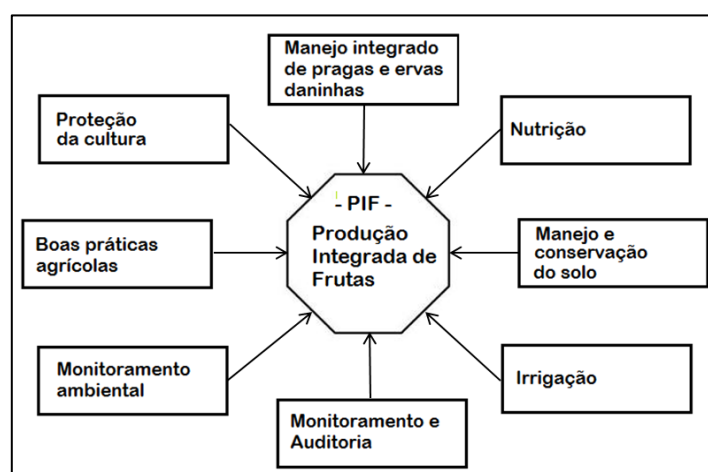 Manejo integrado
de pragas e ervas
daninhas
Proteção
da cultura
Nutrição
- PIF -
Produção
Integrada de
Frutas
Boas práticas
agrícolas
Manejo e
conservação
do solo
Monitoramento
ambiental
Irrigação
Monitoramento e
Auditoria